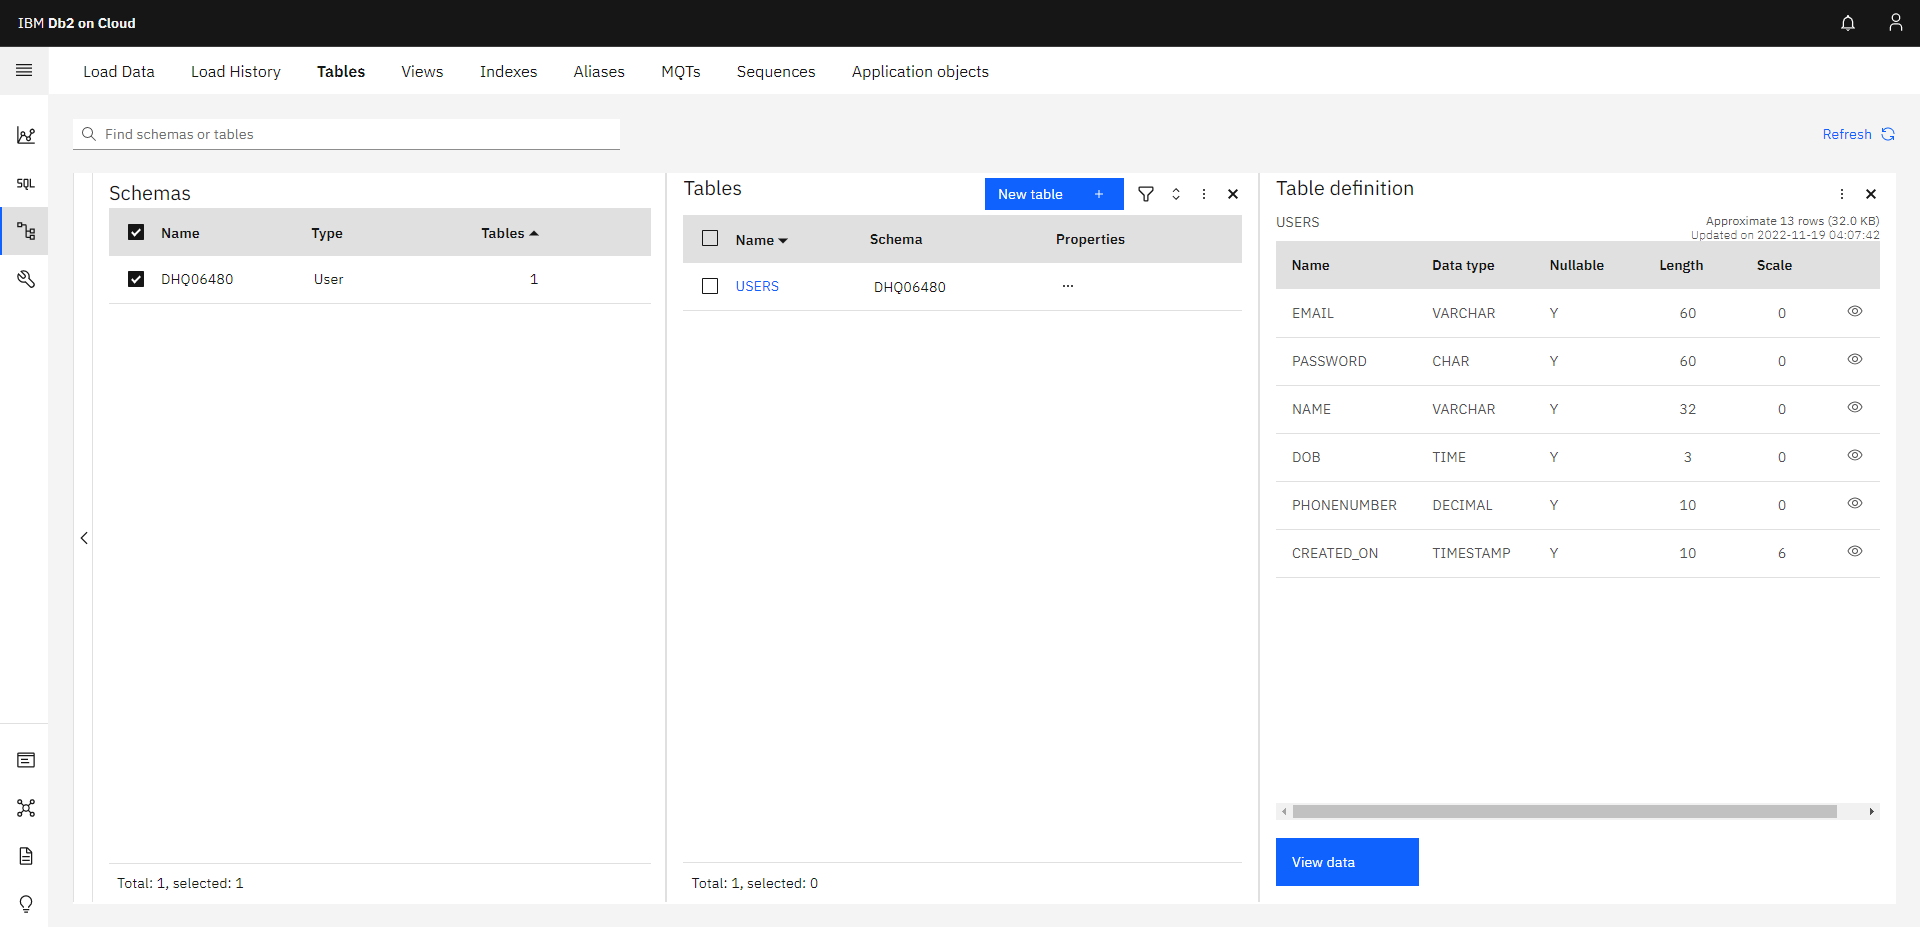 IBM Db2 on Cloud
Load Data Load History Tables Views Indexes Aliases MQTs Sequences Application objects
Find schemas or tables
Refresh
SQL
Schemas
Name Type Tables
DHQ06480 User 1
Total: 1, selected: 1
Tables
New table +
Name Schema Properties
USERS DHQ06480 ...
Total: 1, selected: 0
Table definition
USERS
Approximate 13 rows (32.0 KB)
Updated on 2022-11-19 04:07:42
Name Data type Nullable Length Scale
EMAIL VARCHAR Y 60 0
PASSWORD CHAR Y 60 0
NAME VARCHAR Y 32 0
DOB TIME Y 3 0
PHONENUMBER DECIMAL Y 10 0
CREATED_ON TIMESTAMP Y 10 6
View data